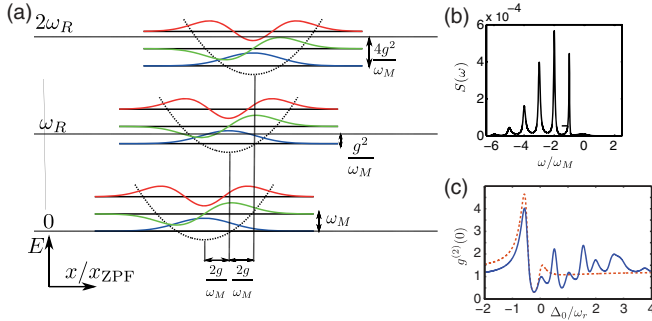 (a)
2ω_R
4g²/ω_M
ω_R
g²/ω_M
0
ω_M
E
x/x_ZPF
2g/ω_M 2g/ω_M
(b)
6 ×10⁻⁴
4
2
0
S(ω)
-6 -4 -2 0 2
ω/ω_M
(c)
4
3
2
1
g⁽²⁾(0)
-2 -1 0 1 2 3 4
Δ₀/ω_r